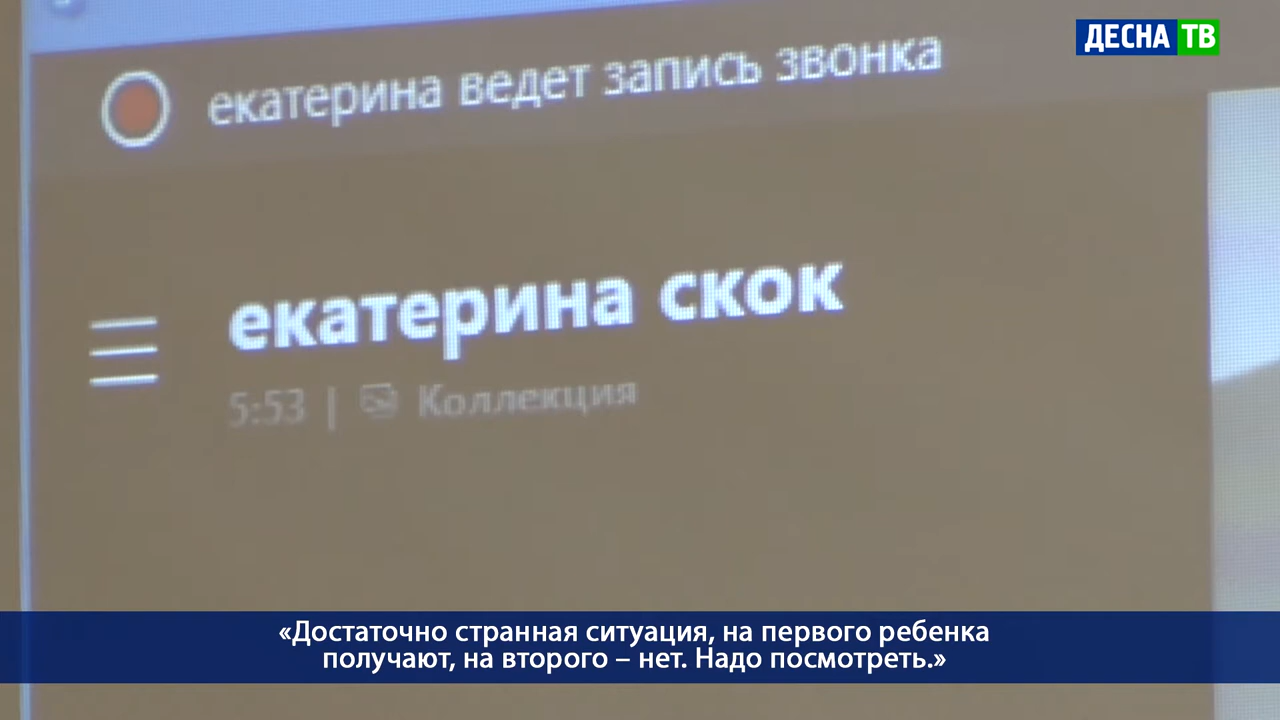 ДЕСНА ТВ
екатерина ведет запись звонка
екатерина скок
5:53 | Коллекция
«Достаточно странная ситуация, на первого ребенка
получают, на второго – нет. Надо посмотреть.»